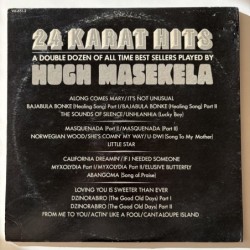 24 KARAT HITS
A DOUBLE DOZEN OF ALL TIME BEST SELLERS PLAYED BY
HUGH MASEKELA
ALONG COMES MARY/IT'S NOT UNUSUAL
BAJABULA BONKE (Healing Song) Part I/BAJABULA BONKE (Healing Song) Part II
THE SOUNDS OF SILENCE/UNHLANHLA (Lucky Boy)
MASQUENADA (Part I)/MASQUENADA (Part II)
NORWEGIAN WOOD/SHE'S COMIN' MY WAY/U-DWI (Song To My Mother)
LITTLE STAR
CALIFORNIA DREAMIN'/IF I NEEDED SOMEONE
MYXOLYDIA Part I/MYXOLYDIA Part II/ELUSIVE BUTTERFLY
ABANGOMA (Song of Praise)
LOVING YOU IS SWEETER THAN EVER
DZINORABIRO (The Good Old Days) Part I
DZINORABIRO (The Good Old Days) Part II
FROM ME TO YOU/ACTIN' LIKE A FOOL/CANTALOUPE ISLAND